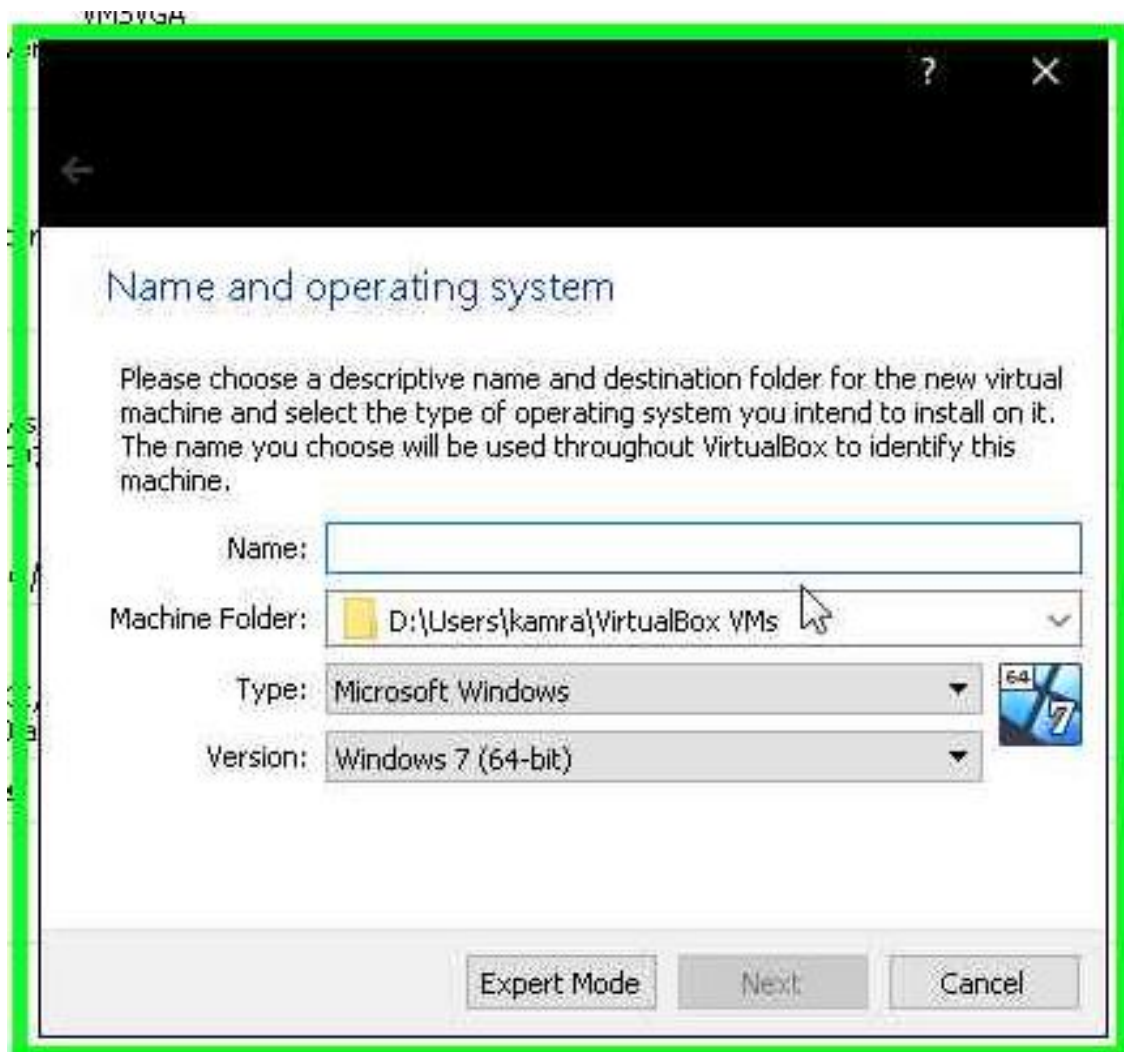 VMSVGA
?
Name and operating system
Please choose a descriptive name and destination folder for the new virtual
machine and select the type of operating system you intend to install on it.
The name you choose will be used throughout VirtualBox to identify this
machine.
Name:
Machine Folder: D:\Users\kamra\VirtualBox VMs
Type: Microsoft Windows
64
7
Version: Windows 7 (64-bit)
Expert Mode Next Cancel